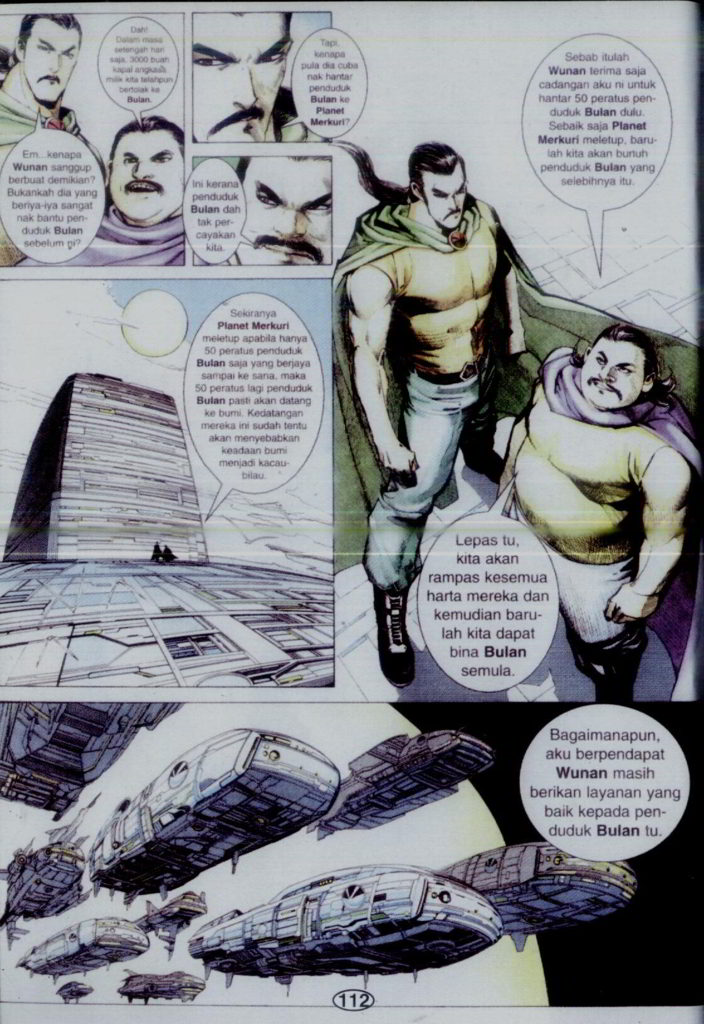 Dah!
Dalam masa
setengah hari
saja, 3000 buah
kapal angkasa
milik kita telahpun
bertolak ke
Bulan.
Em...kenapa
Wunan sanggup
berbuat demikian?
Bukankah dia yang
beriya-iya sangat
nak bantu pen-
duduk Bulan
sebelum ni?
Tapi,
kenapa
pula dia cuba
nak hantar
penduduk
Bulan ke
Planet
Merkuri?
Ini kerana
penduduk
Bulan dah
tak per-
cayakan
kita.
Sebab itulah
Wunan terima saja
cadangan aku ni untuk
hantar 50 peratus pen-
duduk Bulan dulu.
Sebaik saja Planet
Merkuri meletup, baru-
lah kita akan bunuh
penduduk Bulan yang
selebihnya itu.
Sekiranya
Planet Merkuri
meletup apabila hanya
50 peratus penduduk
Bulan saja yang berjaya
sampai ke sana, maka
50 peratus lagi penduduk
Bulan pasti akan datang
ke bumi. Kedatangan
mereka ini sudah tentu
akan menyebabkan
keadaan bumi
menjadi kacau-
bilau.
Lepas tu,
kita akan
rampas kesemua
harta mereka dan
kemudian baru-
lah kita dapat
bina Bulan
semula.
Bagaimanapun,
aku berpendapat
Wunan masih
berikan layanan yang
baik kepada pen-
duduk Bulan tu.
112